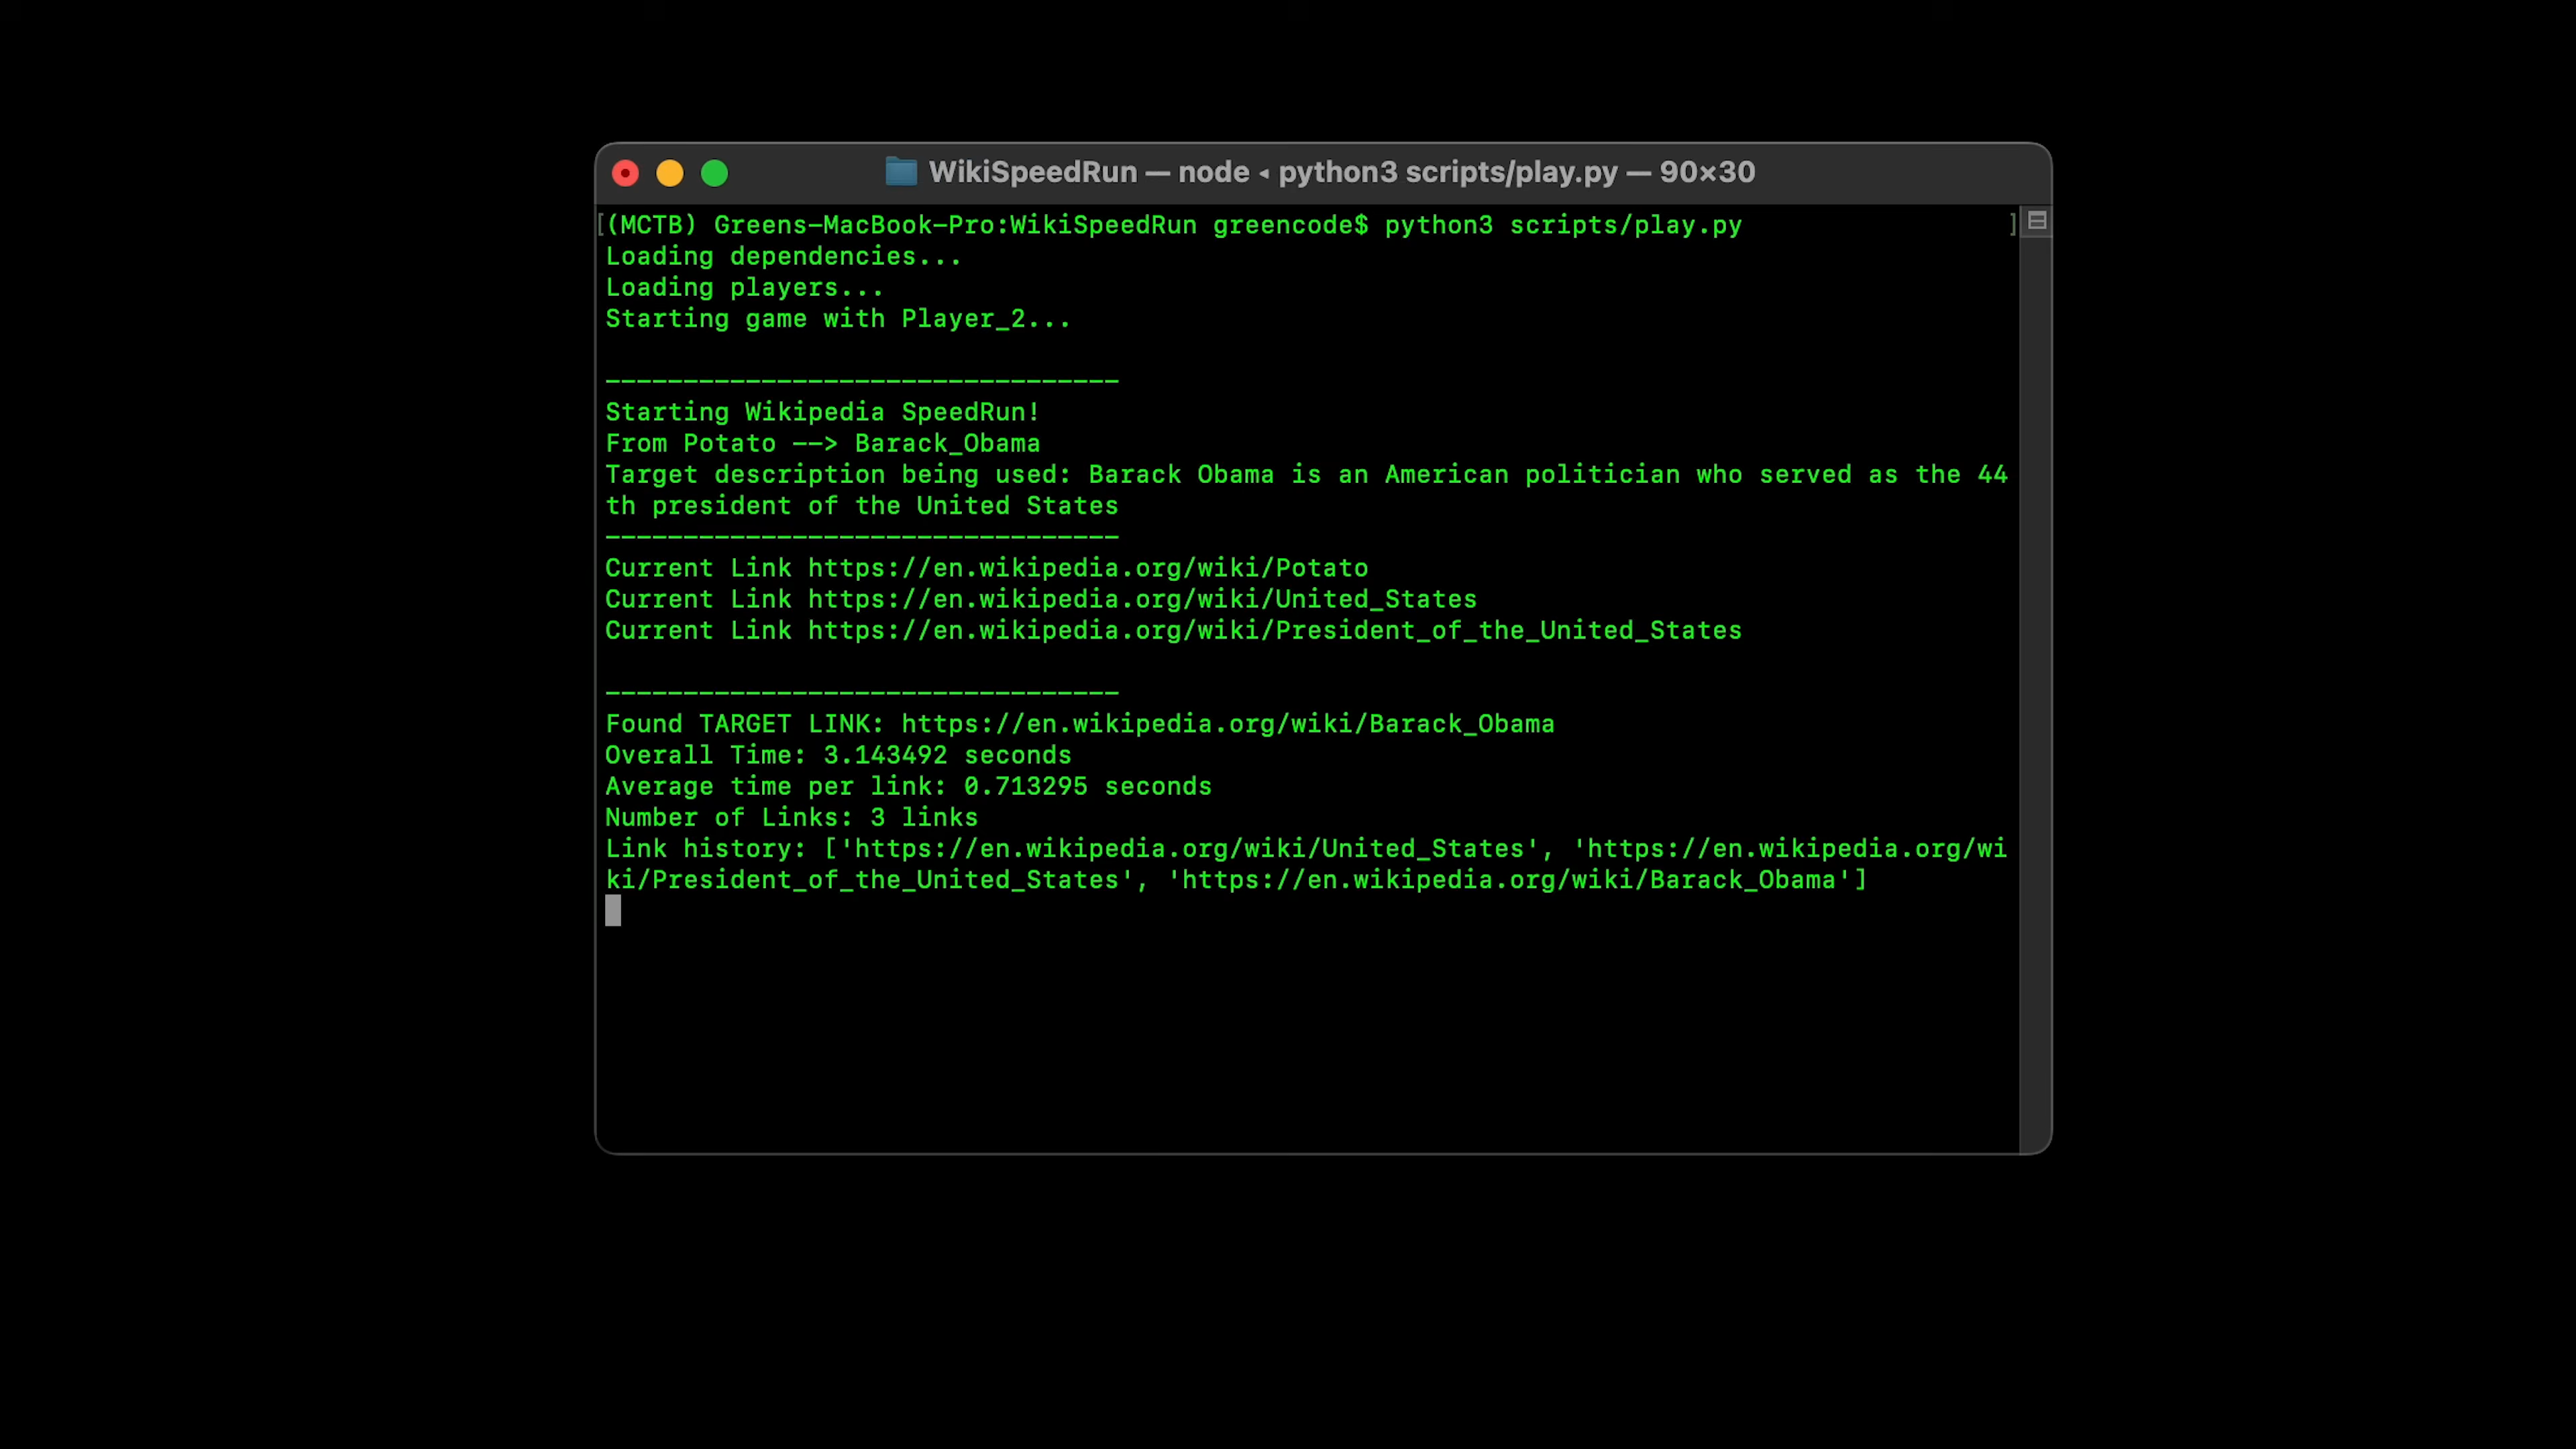 WikiSpeedRun — node ◂ python3 scripts/play.py — 90×30
[(MCTB) Greens-MacBook-Pro:WikiSpeedRun greencode$ python3 scripts/play.py ]
Loading dependencies...
Loading players...
Starting game with Player_2...
---------------------------------
Starting Wikipedia SpeedRun!
From Potato --> Barack_Obama
Target description being used: Barack Obama is an American politician who served as the 44
th president of the United States
---------------------------------
Current Link https://en.wikipedia.org/wiki/Potato
Current Link https://en.wikipedia.org/wiki/United_States
Current Link https://en.wikipedia.org/wiki/President_of_the_United_States
---------------------------------
Found TARGET LINK: https://en.wikipedia.org/wiki/Barack_Obama
Overall Time: 3.143492 seconds
Average time per link: 0.713295 seconds
Number of Links: 3 links
Link history: ['https://en.wikipedia.org/wiki/United_States', 'https://en.wikipedia.org/wi
ki/President_of_the_United_States', 'https://en.wikipedia.org/wiki/Barack_Obama']